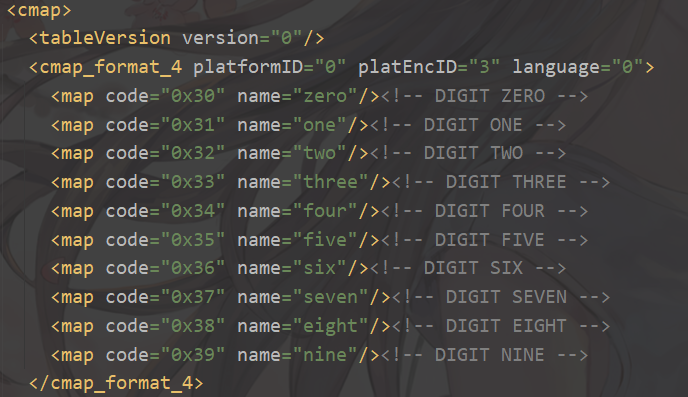 <cmap>
<tableVersion version="0"/>
<cmap_format_4 platformID="0" platEncID="3" language="0">
<map code="0x30" name="zero"/><!-- DIGIT ZERO -->
<map code="0x31" name="one"/><!-- DIGIT ONE -->
<map code="0x32" name="two"/><!-- DIGIT TWO -->
<map code="0x33" name="three"/><!-- DIGIT THREE -->
<map code="0x34" name="four"/><!-- DIGIT FOUR -->
<map code="0x35" name="five"/><!-- DIGIT FIVE -->
<map code="0x36" name="six"/><!-- DIGIT SIX -->
<map code="0x37" name="seven"/><!-- DIGIT SEVEN -->
<map code="0x38" name="eight"/><!-- DIGIT EIGHT -->
<map code="0x39" name="nine"/><!-- DIGIT NINE -->
</cmap_format_4>